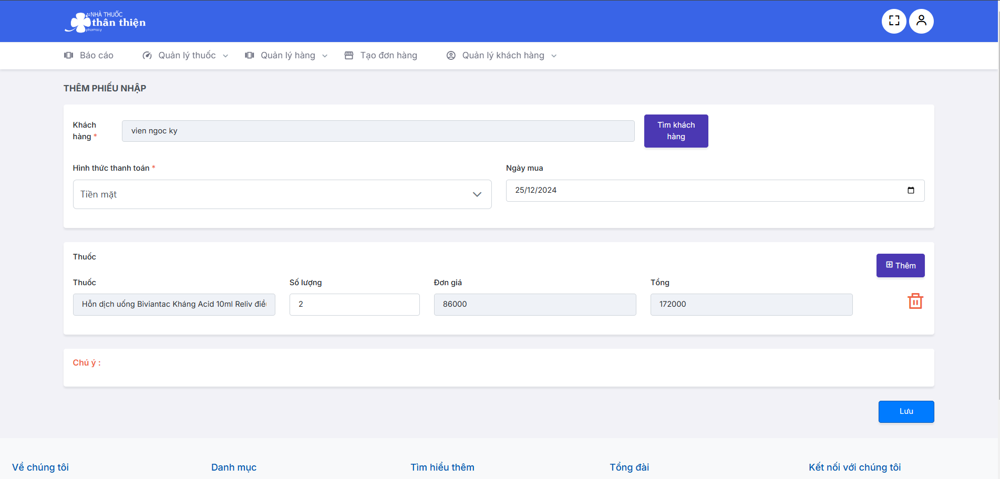 NHÀ THUỐC
thân thiện
pharmacy
Báo cáo
Quản lý thuốc
Quản lý hàng
Tạo đơn hàng
Quản lý khách hàng
THÊM PHIẾU NHẬP
Khách
hàng *
vien ngoc ky
Tìm khách
hàng
Hình thức thanh toán *
Ngày mua
Tiền mặt
25/12/2024
Thuốc
Thêm
Thuốc
Số lượng
Đơn giá
Tổng
Hỗn dịch uống Biviantac Kháng Acid 10ml Reliv điều
2
86000
172000
Chú ý :
Lưu
Về chúng tôi
Danh mục
Tìm hiểu thêm
Tổng đài
Kết nối với chúng tôi